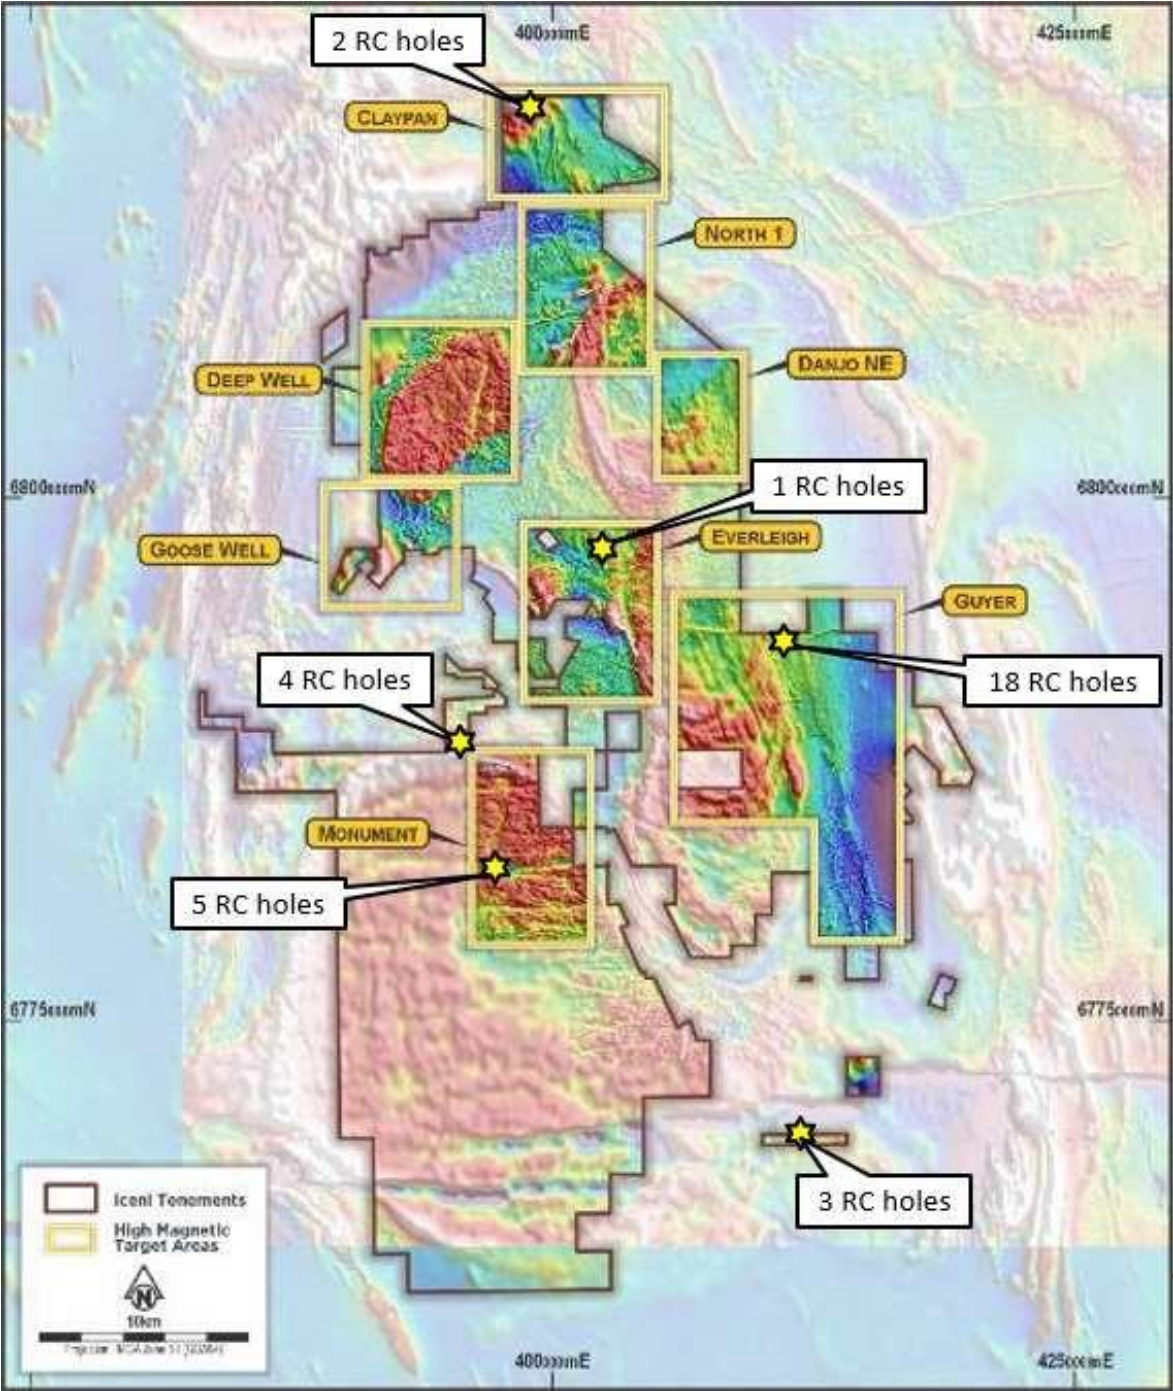 2 RC holes
400000mE
425000mE
CLAYPAN
NORTH 1
DEEP WELL
DANJO NE
6800000mN
1 RC holes
6800000mN
GOOSE WELL
EVERLEIGH
GUYER
4 RC holes
18 RC holes
MONUMENT
5 RC holes
6775000mN
6775000mN
3 RC holes
Iceni Tenements
High Magnetic
Target Areas
N
10km
400000mE
425000mE